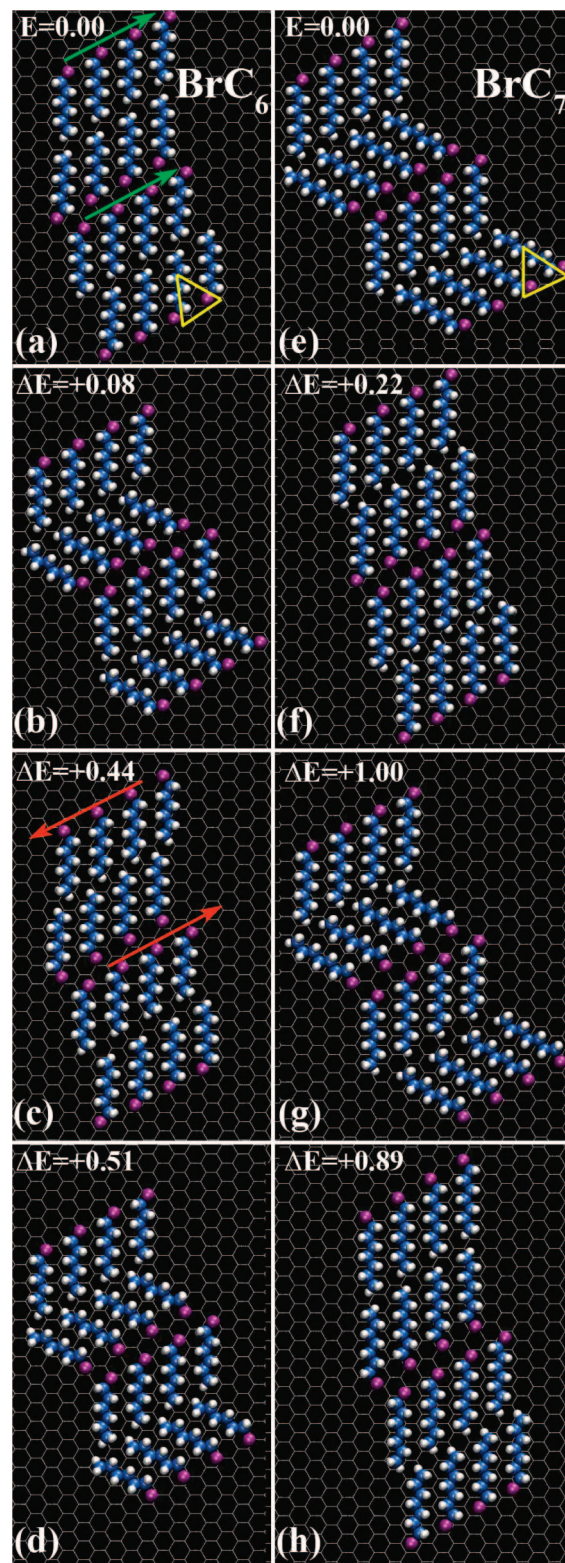 E=0.00
BrC6
(a)
ΔE=+0.08
(b)
ΔE=+0.44
(c)
ΔE=+0.51
(d)
E=0.00
BrC7
(e)
ΔE=+0.22
(f)
ΔE=+1.00
(g)
ΔE=+0.89
(h)